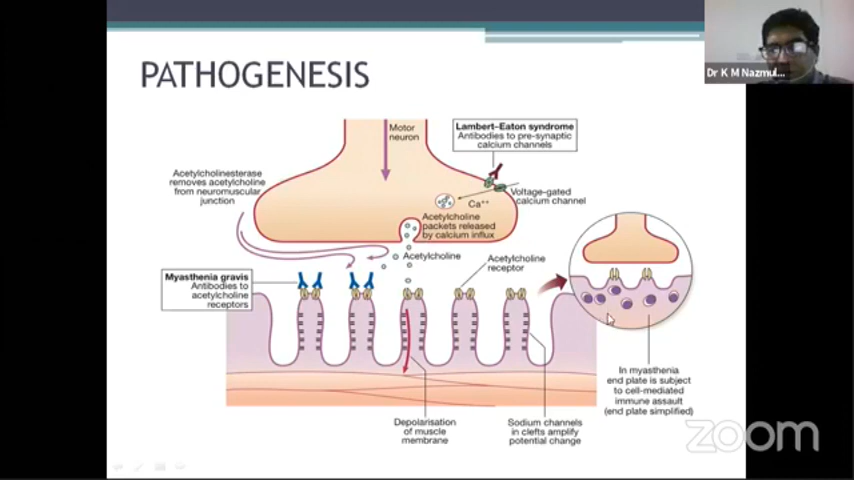 Dr K M Nazmul...
PATHOGENESIS
Motor
neuron
Lambert–Eaton syndrome
Antibodies to pre-synaptic
calcium channels
Acetylcholinesterase
removes acetylcholine
from neuromuscular
junction
Voltage-gated
calcium channel
Ca++
Acetylcholine
packets released
by calcium influx
Acetylcholine
Acetylcholine
receptor
Myasthenia gravis
Antibodies to
acetylcholine
receptors
In myasthenia
end plate is subject
to cell-mediated
immune assault
(end plate simplified)
Depolarisation
of muscle
membrane
Sodium channels
in clefts amplify
potential change
zoom